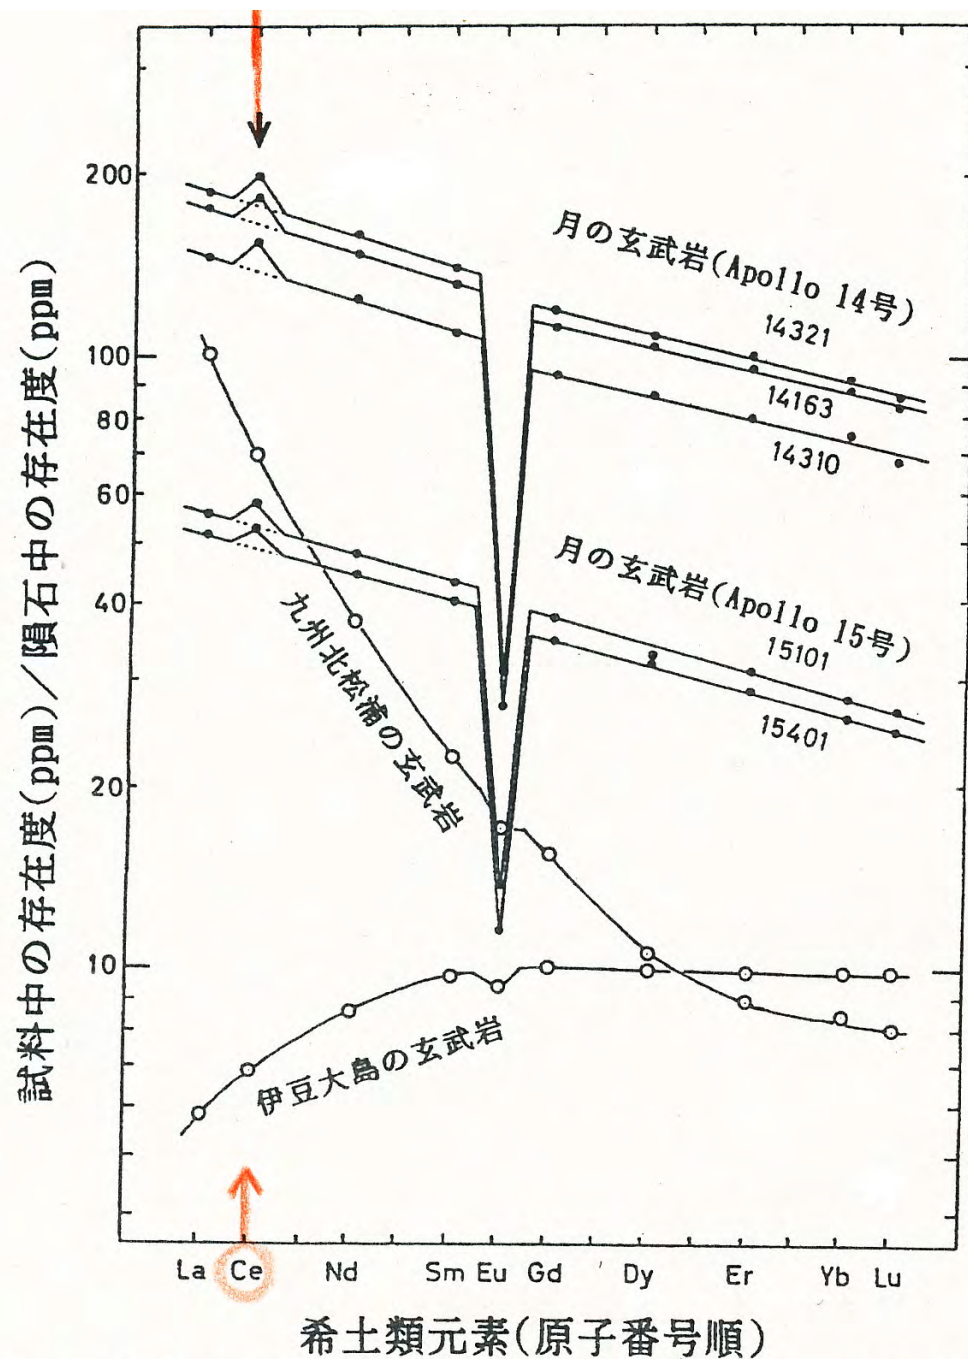 試料中の存在度(ppm)/隕石中の存在度(ppm)
200
100
80
60
40
20
10
月の玄武岩(Apollo 14号)
14321
14163
14310
月の玄武岩(Apollo 15号)
15101
15401
九州北松浦の玄武岩
伊豆大島の玄武岩
La Ce Nd Sm Eu Gd Dy Er Yb Lu
希土類元素(原子番号順)